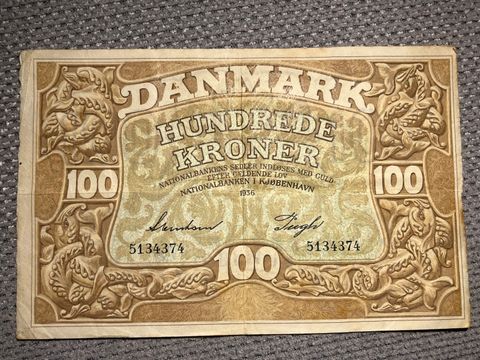 DANMARK
HUNDREDE
KRONER
NATIONALBANKENS SEDLER INDLØSES MED GULD
EFTER GÆLDENDE LOV
NATIONALBANKEN I KJØBENHAVN
1936
100 100
5134374 5134374
100